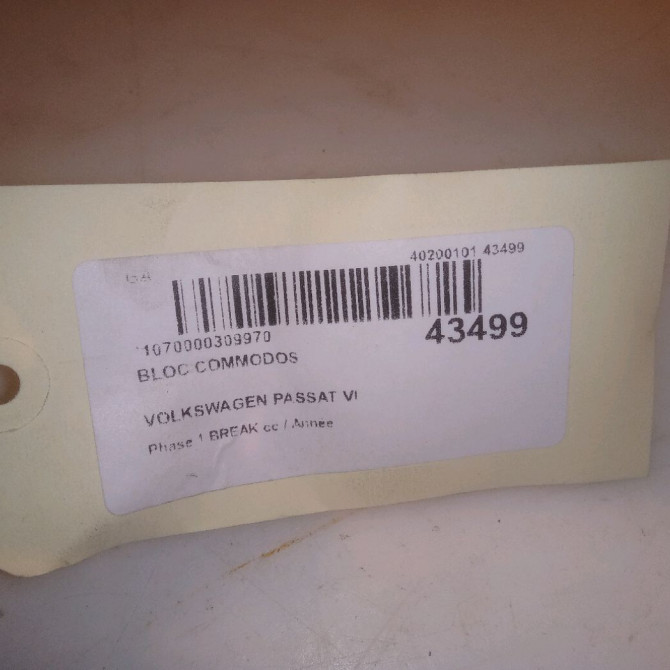 40200101 43499
43499
1070000309970
BLOC COMMODOS
VOLKSWAGEN PASSAT VI
Phase 1 BREAK cc / Année